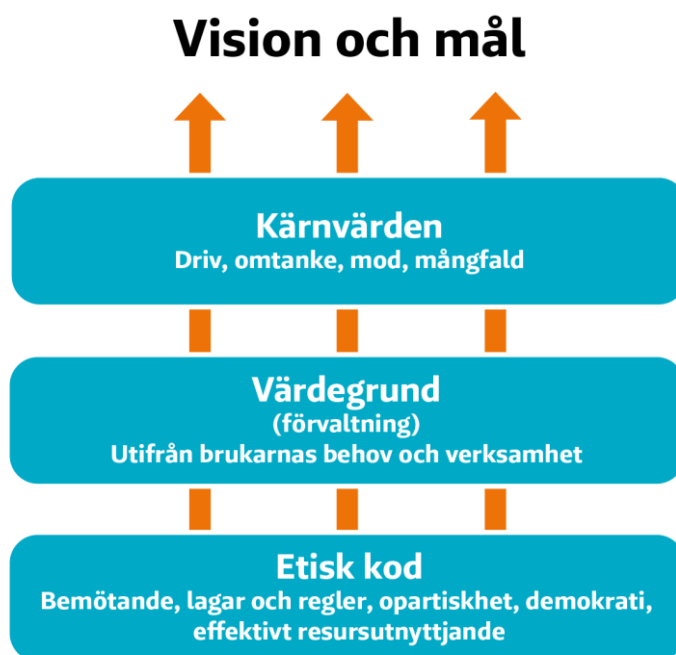 Vision och mål
Kärnvärden
Driv, omtanke, mod, mångfald
Värdegrund
(förvaltning)
Utifrån brukarnas behov och verksamhet
Etisk kod
Bemötande, lagar och regler, opartiskhet, demokrati,
effektivt resursutnyttjande